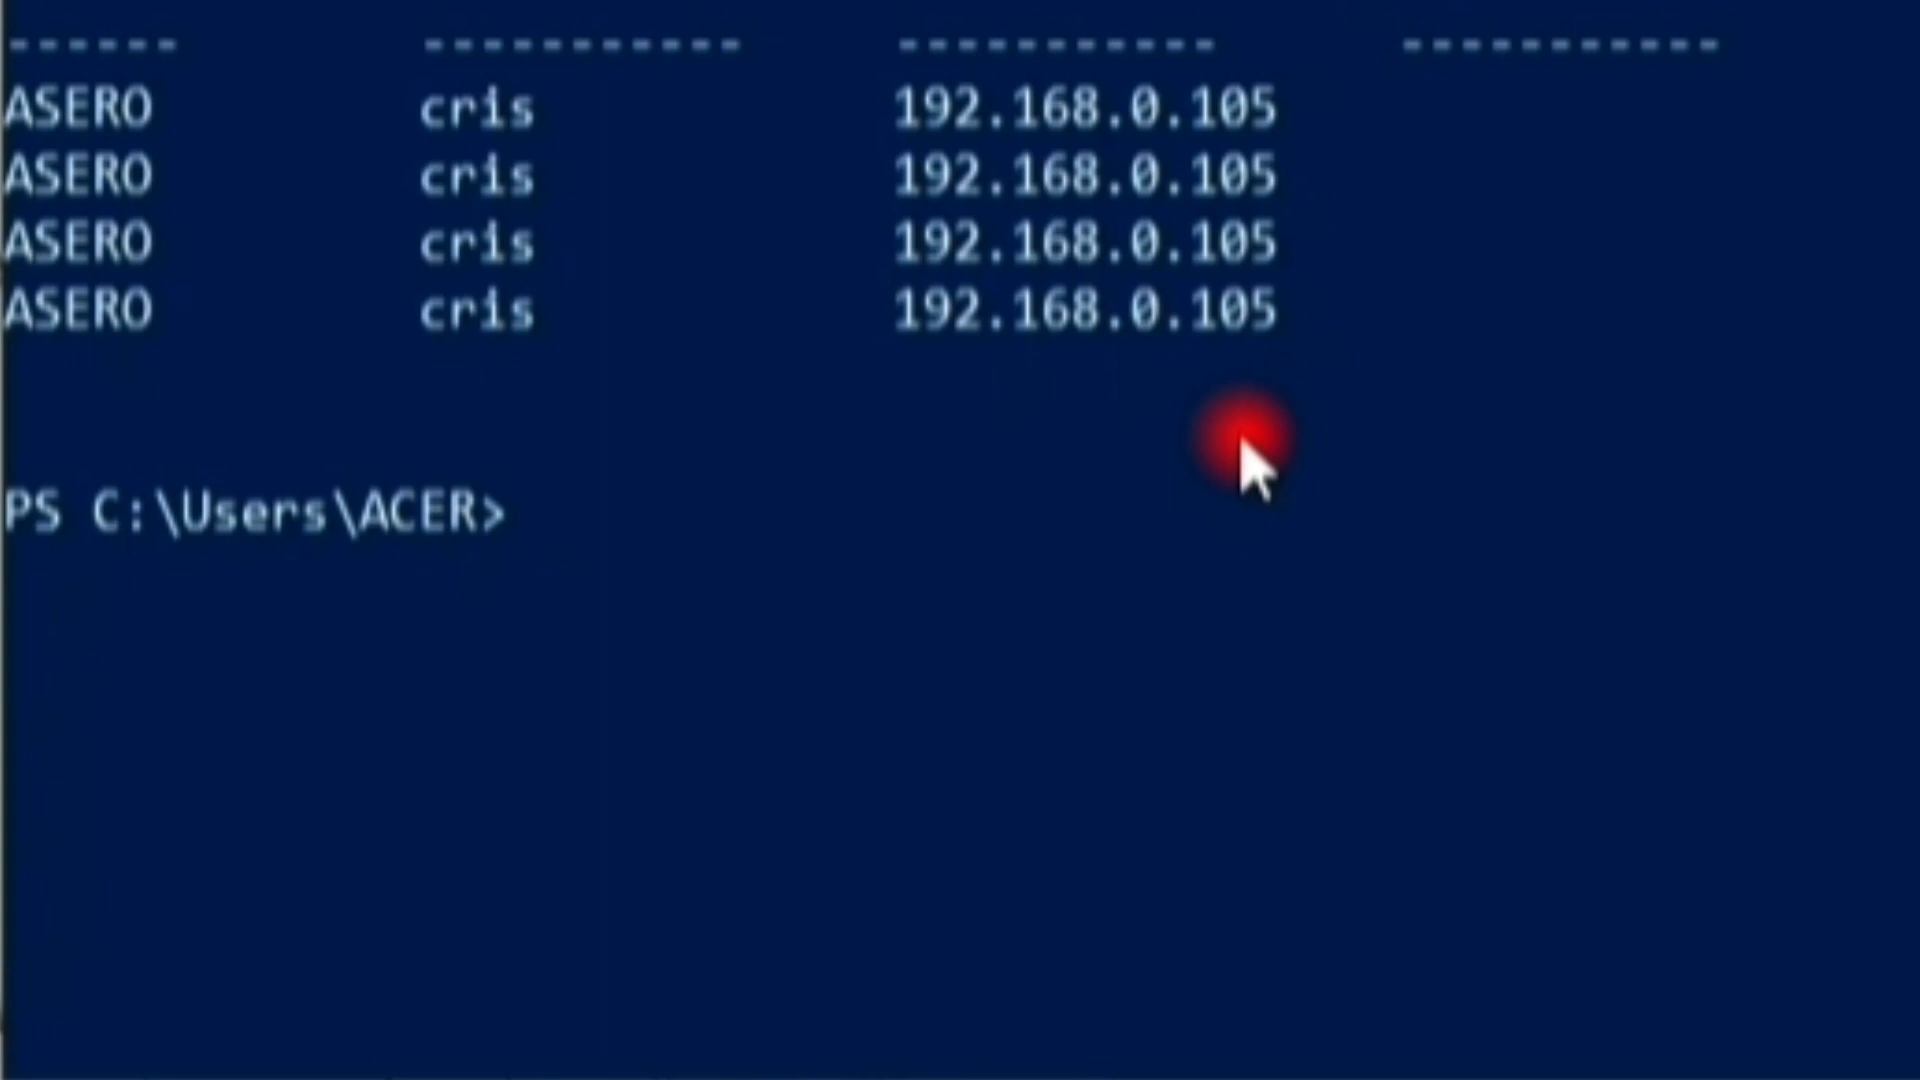 ------ ----------- ----------- -----------
ASERO cris 192.168.0.105
ASERO cris 192.168.0.105
ASERO cris 192.168.0.105
ASERO cris 192.168.0.105
PS C:\Users\ACER>